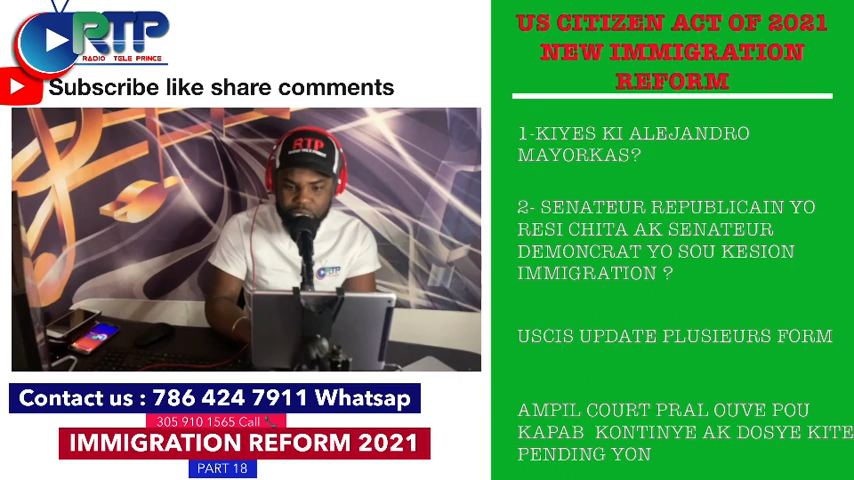 RTP
RADIO TELE PRINCE
Subscribe like share comments
RTP
RTP
Contact us : 786 424 7911 Whatsap
305 910 1565 Call
IMMIGRATION REFORM 2021
PART 18
US CITIZEN ACT OF 2021
NEW IMMIGRATION
REFORM
1-KIYES KI ALEJANDRO
MAYORKAS?
2- SENATEUR REPUBLICAIN YO
RESI CHITA AK SENATEUR
DEMONCRAT YO SOU KESION
IMMIGRATION ?
USCIS UPDATE PLUSIEURS FORM
AMPIL COURT PRAL OUVE POU
KAPAB KONTINYE AK DOSYE KITE
PENDING YON